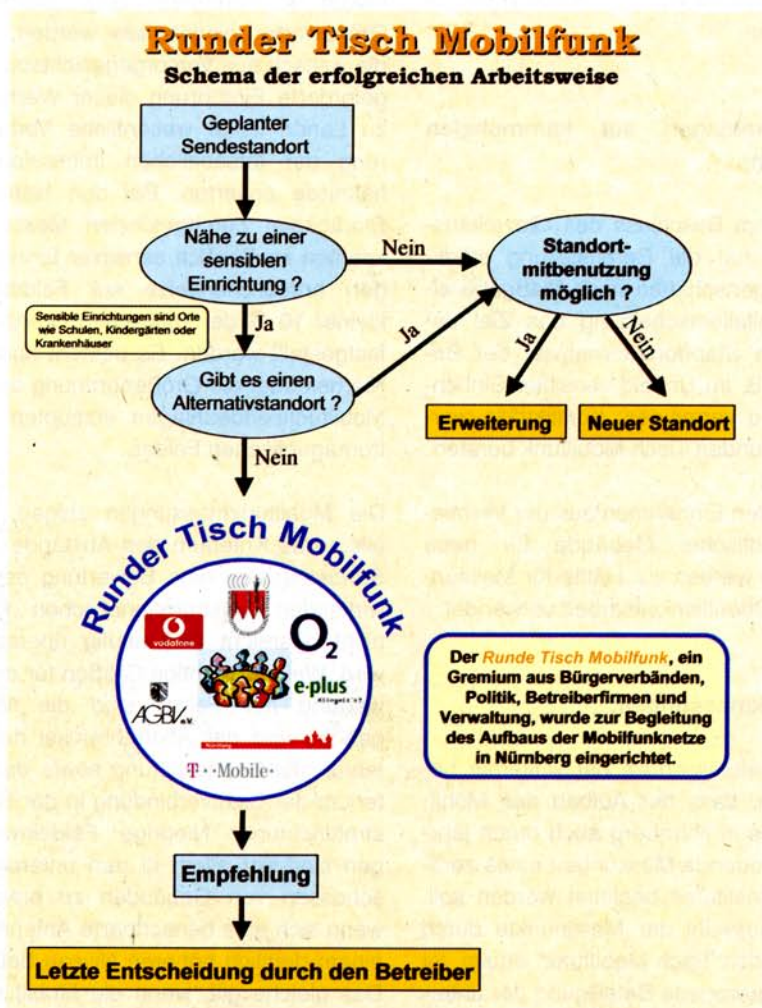 Runder Tisch Mobilfunk
Schema der erfolgreichen Arbeitsweise
Geplanter
Sendestandort
Nähe zu einer
sensiblen
Einrichtung ?
Nein
Standort-
mitbenutzung
möglich ?
Sensible Einrichtungen sind Orte
wie Schulen, Kindergärten oder
Krankenhäuser
Ja
Ja
Ja
Nein
Gibt es einen
Alternativstandort ?
Erweiterung
Neuer Standort
Nein
Runder Tisch Mobilfunk
vodafone
O2
e-plus
AGBV e.V.
Nürnberg
T··Mobile·
Der Runde Tisch Mobilfunk, ein
Gremium aus Bürgerverbänden,
Politik, Betreiberfirmen und
Verwaltung, wurde zur Begleitung
des Aufbaus der Mobilfunknetze
in Nürnberg eingerichtet.
Empfehlung
Letzte Entscheidung durch den Betreiber